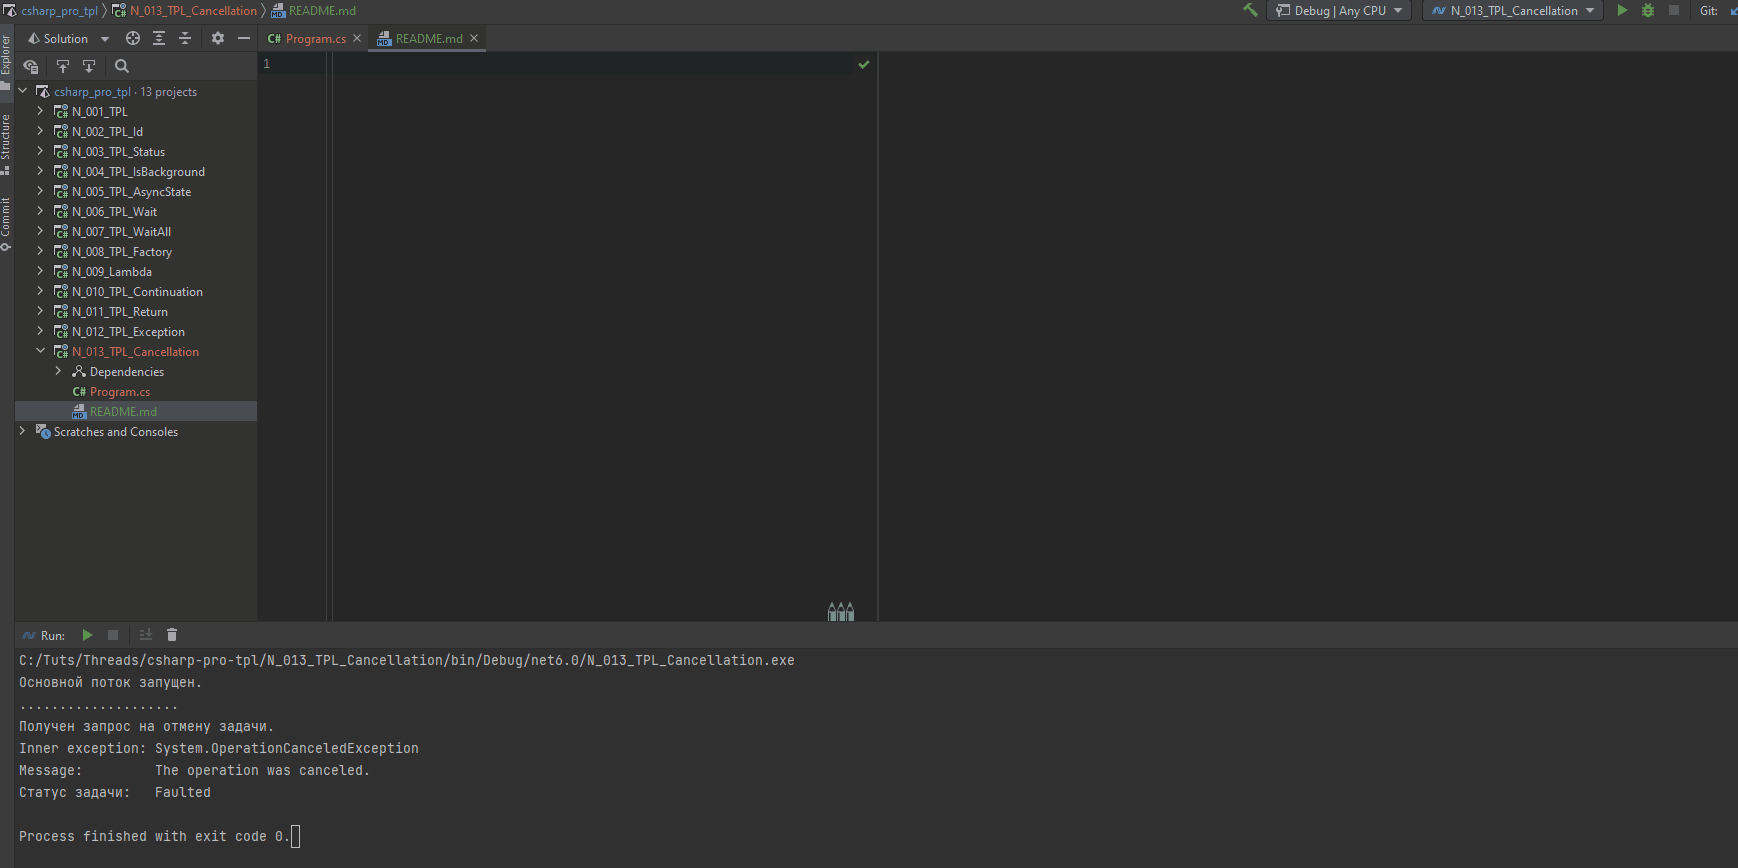 csharp_pro_tpl N_013_TPL_Cancellation README.md Debug | Any CPU N_013_TPL_Cancellation Git:
Solution Program.cs README.md
Explorer
Structure
Commit
1
csharp_pro_tpl · 13 projects
N_001_TPL
N_002_TPL_Id
N_003_TPL_Status
N_004_TPL_IsBackground
N_005_TPL_AsyncState
N_006_TPL_Wait
N_007_TPL_WaitAll
N_008_TPL_Factory
N_009_Lambda
N_010_TPL_Continuation
N_011_TPL_Return
N_012_TPL_Exception
N_013_TPL_Cancellation
Dependencies
C# Program.cs
README.md
Scratches and Consoles
Run:
C:/Tuts/Threads/csharp-pro-tpl/N_013_TPL_Cancellation/bin/Debug/net6.0/N_013_TPL_Cancellation.exe
Основной поток запущен.
....................
Получен запрос на отмену задачи.
Inner exception: System.OperationCanceledException
Message:         The operation was canceled.
Статус задачи:   Faulted
Process finished with exit code 0.